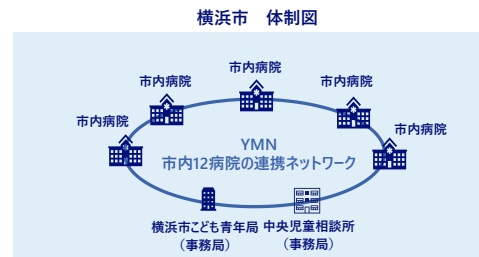 横浜市　体制図
市内病院
市内病院
市内病院
市内病院
市内病院
YMN
市内12病院の連携ネットワーク
横浜市こども青年局
（事務局）
中央児童相談所
（事務局）